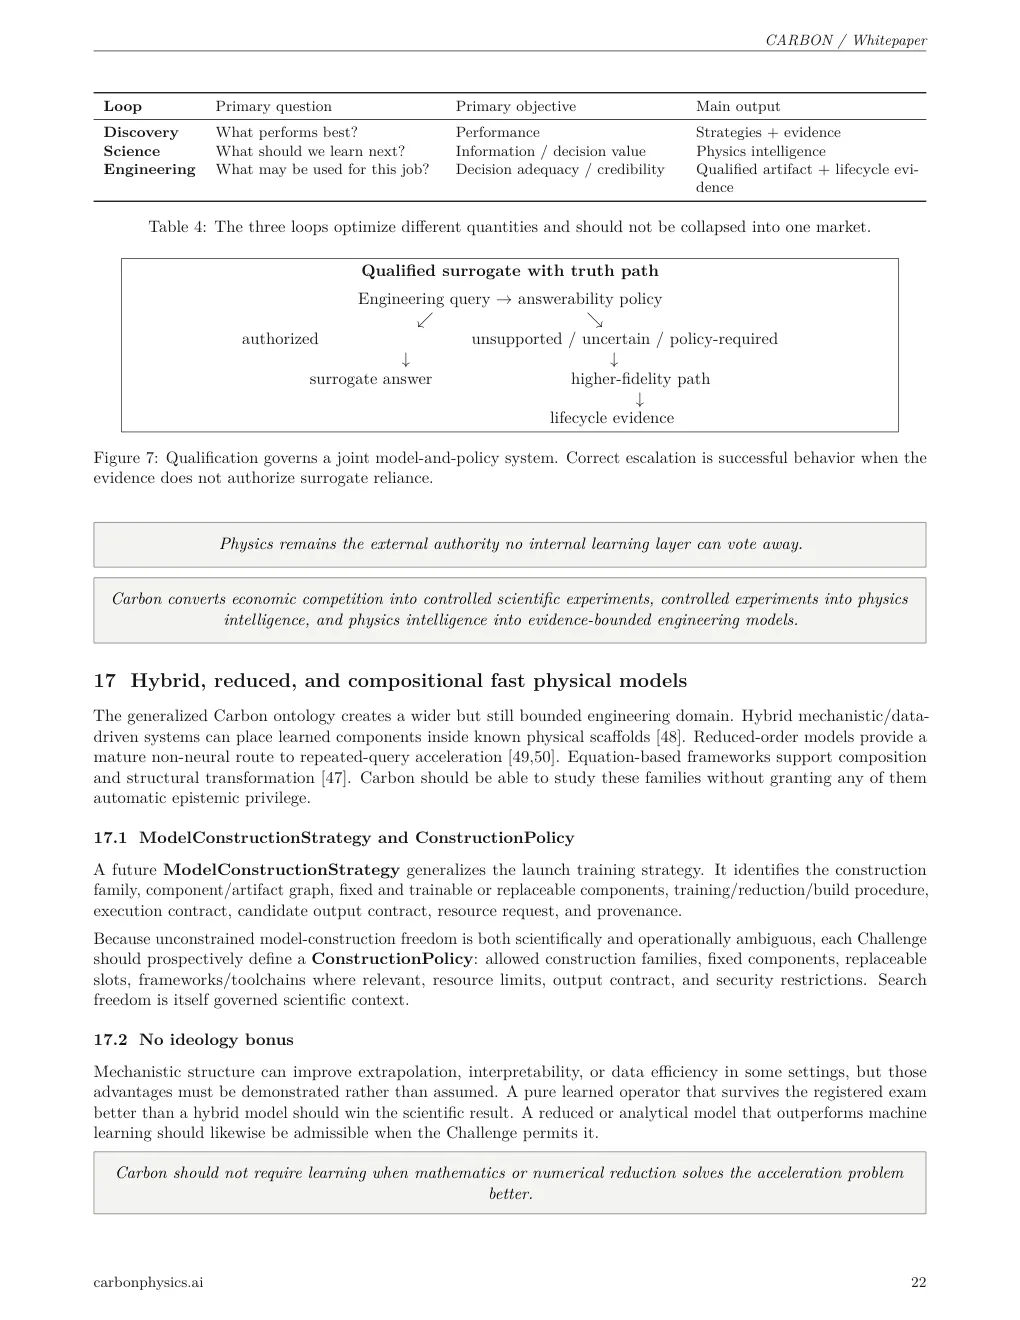 CARBON / Whitepaper
Loop Primary question Primary objective Main output
Discovery What performs best? Performance Strategies + evidence
Science What should we learn next? Information / decision value Physics intelligence
Engineering What may be used for this job? Decision adequacy / credibility Qualified artifact + lifecycle evi-
dence
Table 4: The three loops optimize different quantities and should not be collapsed into one market.
Qualified surrogate with truth path
Engineering query → answerability policy
↙ ↘
authorized unsupported / uncertain / policy-required
↓ ↓
surrogate answer higher-fidelity path
↓
lifecycle evidence
Figure 7: Qualification governs a joint model-and-policy system. Correct escalation is successful behavior when the
evidence does not authorize surrogate reliance.
Physics remains the external authority no internal learning layer can vote away.
Carbon converts economic competition into controlled scientific experiments, controlled experiments into physics
intelligence, and physics intelligence into evidence-bounded engineering models.
17 Hybrid, reduced, and compositional fast physical models
The generalized Carbon ontology creates a wider but still bounded engineering domain. Hybrid mechanistic/data-
driven systems can place learned components inside known physical scaffolds [48]. Reduced-order models provide a
mature non-neural route to repeated-query acceleration [49,50]. Equation-based frameworks support composition
and structural transformation [47]. Carbon should be able to study these families without granting any of them
automatic epistemic privilege.
17.1 ModelConstructionStrategy and ConstructionPolicy
A future ModelConstructionStrategy generalizes the launch training strategy. It identifies the construction
family, component/artifact graph, fixed and trainable or replaceable components, training/reduction/build procedure,
execution contract, candidate output contract, resource request, and provenance.
Because unconstrained model-construction freedom is both scientifically and operationally ambiguous, each Challenge
should prospectively define a ConstructionPolicy: allowed construction families, fixed components, replaceable
slots, frameworks/toolchains where relevant, resource limits, output contract, and security restrictions. Search
freedom is itself governed scientific context.
17.2 No ideology bonus
Mechanistic structure can improve extrapolation, interpretability, or data efficiency in some settings, but those
advantages must be demonstrated rather than assumed. A pure learned operator that survives the registered exam
better than a hybrid model should win the scientific result. A reduced or analytical model that outperforms machine
learning should likewise be admissible when the Challenge permits it.
Carbon should not require learning when mathematics or numerical reduction solves the acceleration problem
better.
carbonphysics.ai 22